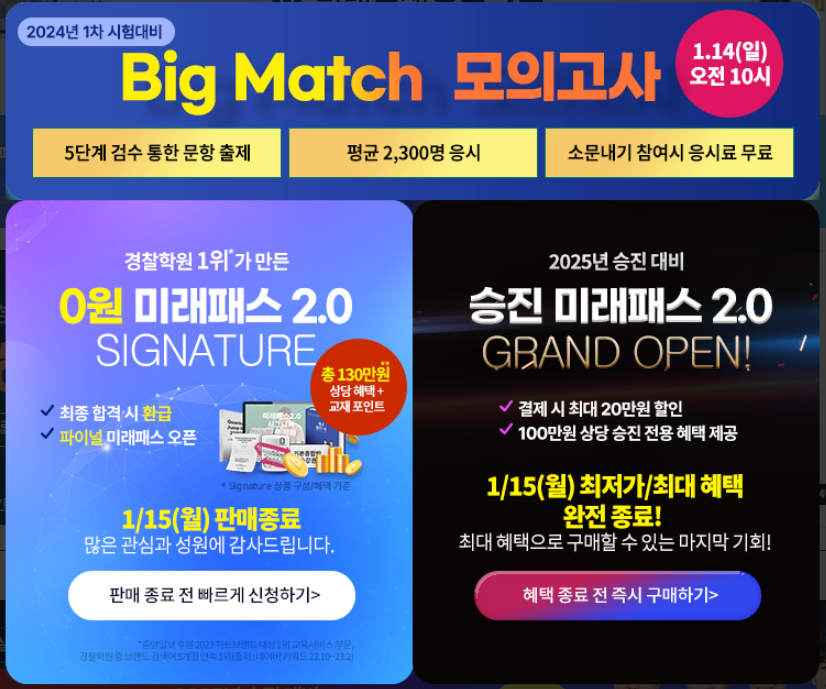 2024년 1차 시험대비
Big Match 모의고사
1.14(일)
오전 10시
5단계 검수 통한 문항 출제
평균 2,300명 응시
소문내기 참여시 응시료 무료
경찰학원 1위*가 만든
0원 미래패스 2.0
SIGNATURE
총 130만원**
상당 혜택 +
교재 포인트
최종 합격 시 환급
파이널 미래패스 오픈
* Signature 상품 구성/혜택 기준
1/15(월) 판매종료
많은 관심과 성원에 감사드립니다.
판매 종료 전 빠르게 신청하기>
*중앙일보 후원 2023 히트브랜드 대상 1위 교육서비스 부문,
경찰학원 중 브랜드 검색어 5개월 연속 1위(출처 : 네이버 키워드 22.10~23.2)
2025년 승진 대비
승진 미래패스 2.0
GRAND OPEN!
결제 시 최대 20만원 할인
100만원 상당 승진 전용 혜택 제공
1/15(월) 최저가/최대 혜택
완전 종료!
최대 혜택으로 구매할 수 있는 마지막 기회!
혜택 종료 전 즉시 구매하기>